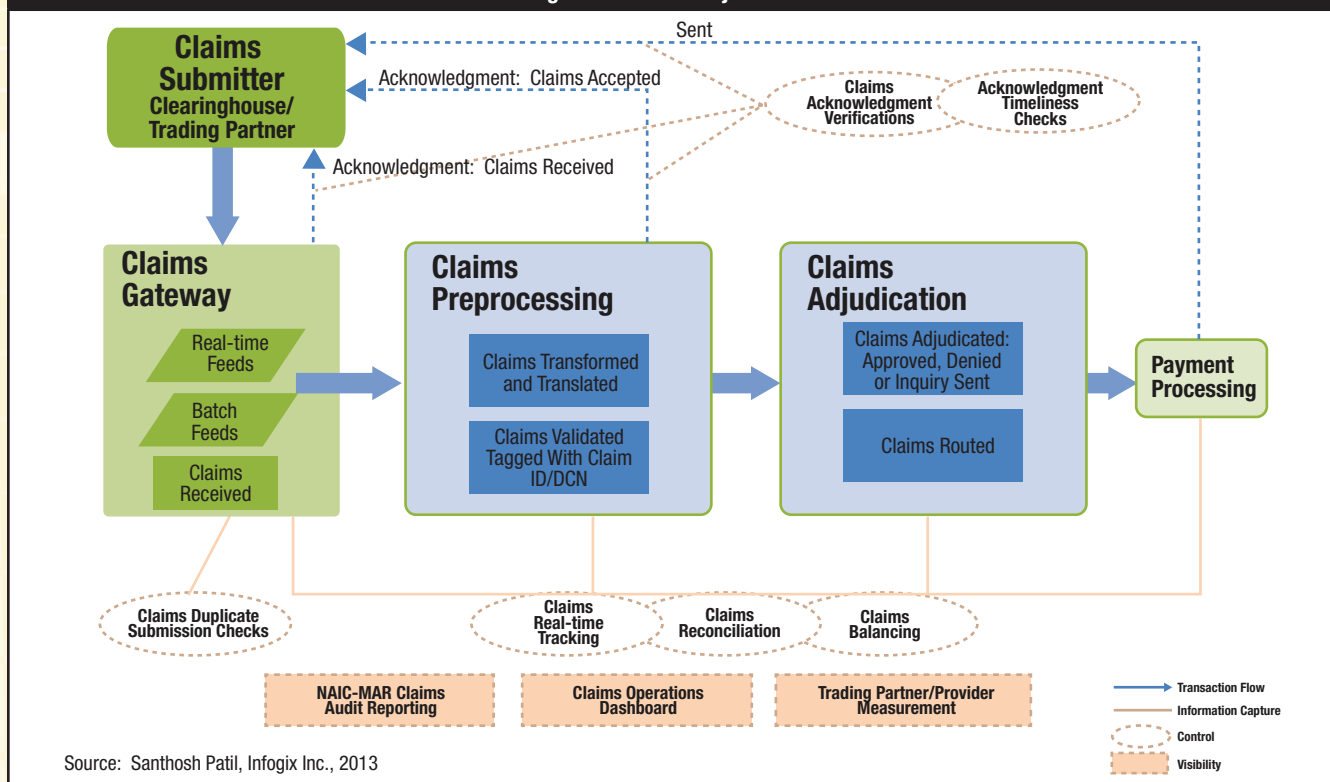 Sent
Claims
Submitter
Clearinghouse/
Trading Partner
Acknowledgment: Claims Accepted
Claims
Acknowledgment
Verifications
Acknowledgment
Timeliness
Checks
Acknowledgment: Claims Received
Claims
Gateway
Real-time
Feeds
Batch
Feeds
Claims
Received
Claims
Preprocessing
Claims Transformed
and Translated
Claims Validated
Tagged With Claim
ID/DCN
Claims
Adjudication
Claims Adjudicated:
Approved, Denied
or Inquiry Sent
Claims Routed
Payment
Processing
Claims Duplicate
Submission Checks
Claims
Real-time
Tracking
Claims
Reconciliation
Claims
Balancing
NAIC-MAR Claims
Audit Reporting
Claims Operations
Dashboard
Trading Partner/Provider
Measurement
Transaction Flow
Information Capture
Control
Visibility
Source: Santhosh Patil, Infogix Inc., 2013